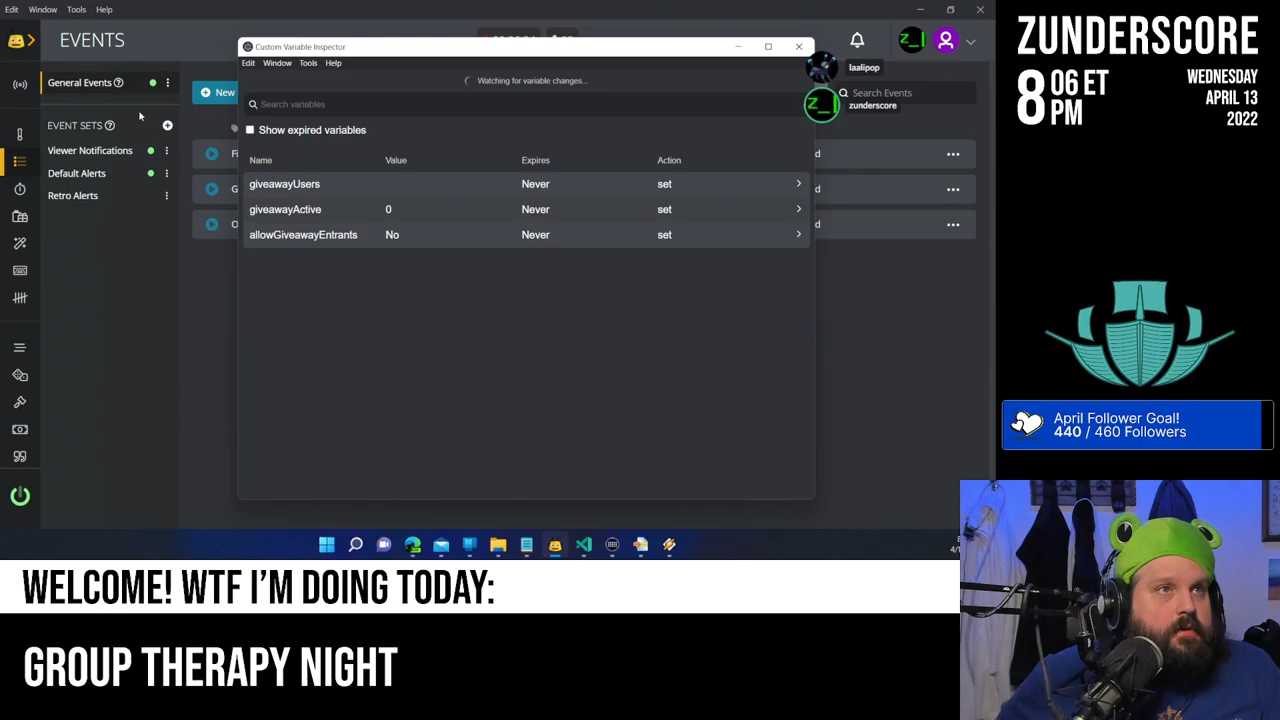 Edit Window Tools Help
EVENTS
General Events
EVENT SETS
Viewer Notifications
Default Alerts
Retro Alerts
New
Search Events
Custom Variable Inspector
Edit Window Tools Help
Watching for variable changes...
Search variables
Show expired variables
Name Value Expires Action
giveawayUsers Never set
giveawayActive 0 Never set
allowGiveawayEntrants No Never set
z_l
laalipop
z_l
zunderscore
ZUNDERSCORE
8 06 ET PM
WEDNESDAY
APRIL 13
2022
April Follower Goal!
440 / 460 Followers
WELCOME! WTF I'M DOING TODAY:
GROUP THERAPY NIGHT